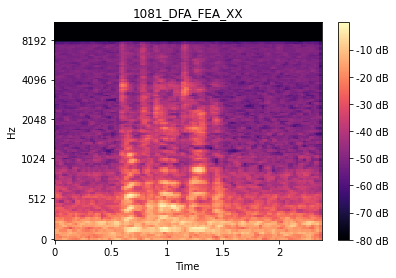 1081_DFA_FEA_XX
8192
4096
2048
1024
512
0
Hz
0
0.5
1
1.5
2
Time
-10 dB
-20 dB
-30 dB
-40 dB
-50 dB
-60 dB
-70 dB
-80 dB